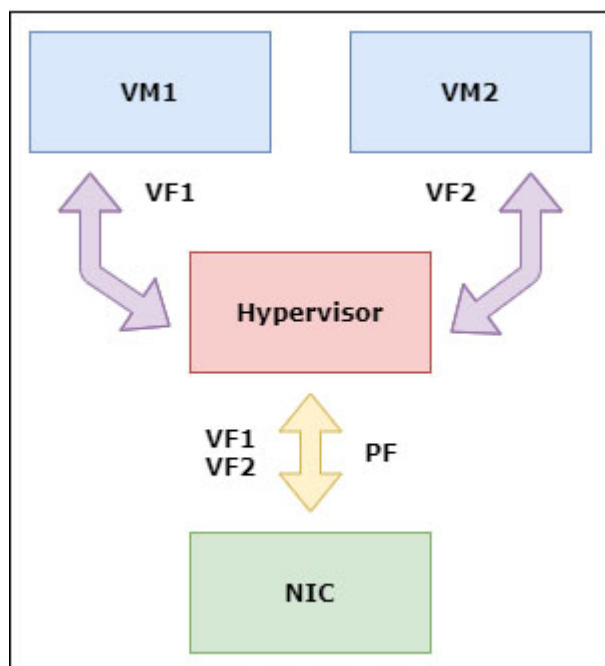 VM1
VM2
VF1
VF2
Hypervisor
VF1
VF2
PF
NIC